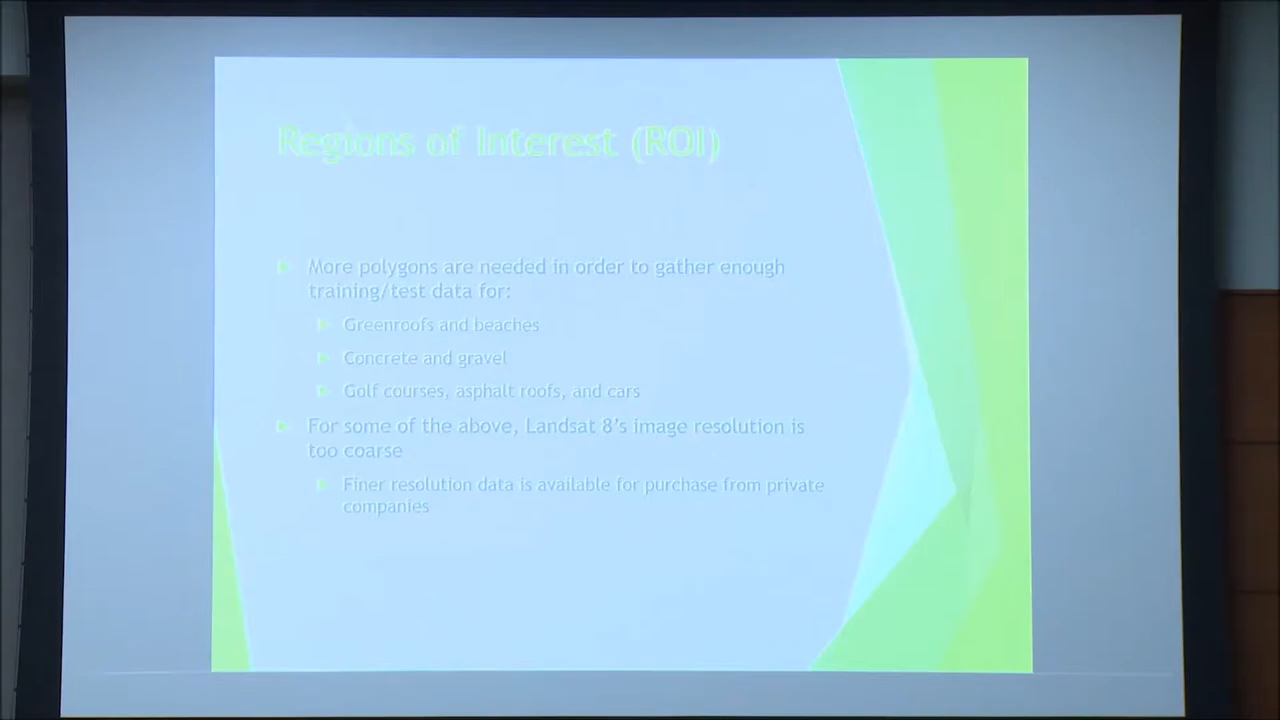 Regions of Interest (ROI)
More polygons are needed in order to gather enough
training/test data for:
Greenroofs and beaches
Concrete and gravel
Golf courses, asphalt roofs, and cars
For some of the above, Landsat 8's image resolution is
too coarse
Finer resolution data is available for purchase from private
companies